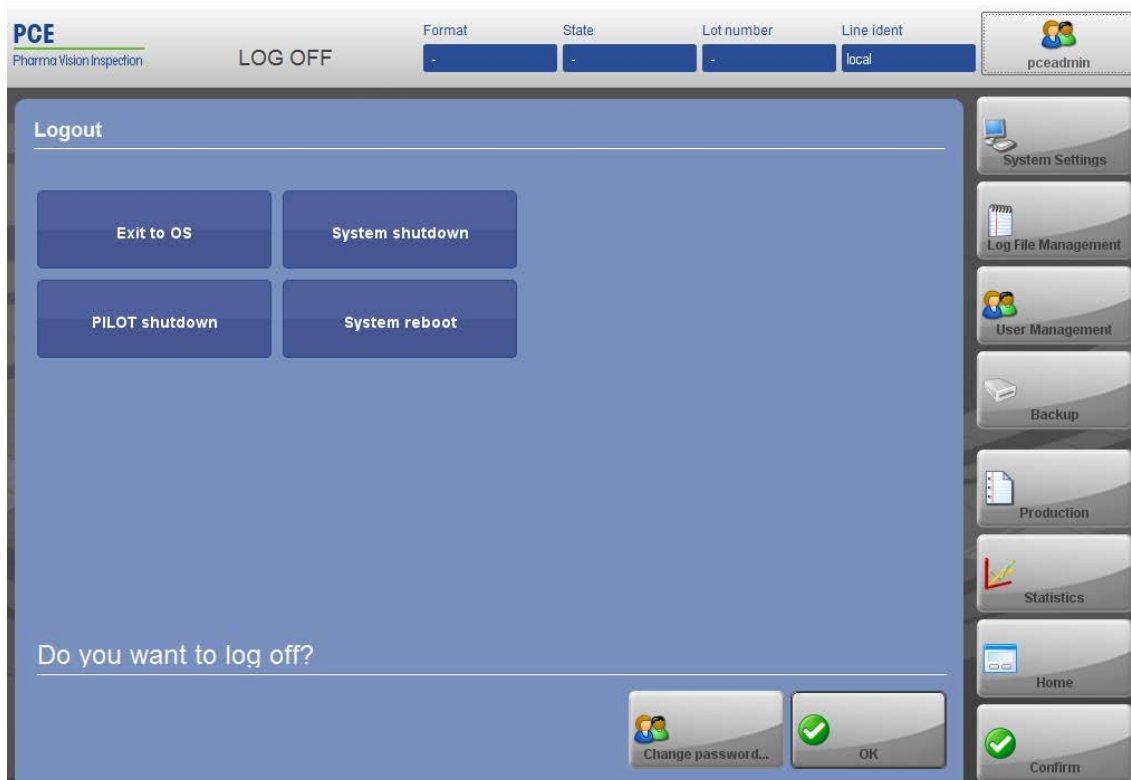 PCE
Pharma Vision Inspection
LOG OFF
Format
State
Lot number
Line ident
-
-
-
local
pceadmin
Logout
Exit to OS
System shutdown
PILOT shutdown
System reboot
Do you want to log off?
Change password...
OK
System Settings
Log File Management
User Management
Backup
Production
Statistics
Home
Confirm